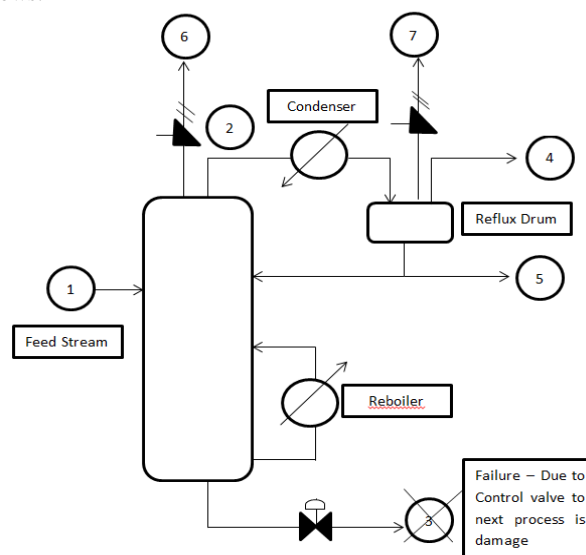 6
7
2
Condenser
4
Reflux Drum
1
5
Feed Stream
Reboiler
Failure – Due to
Control valve to
next process is
damage
3